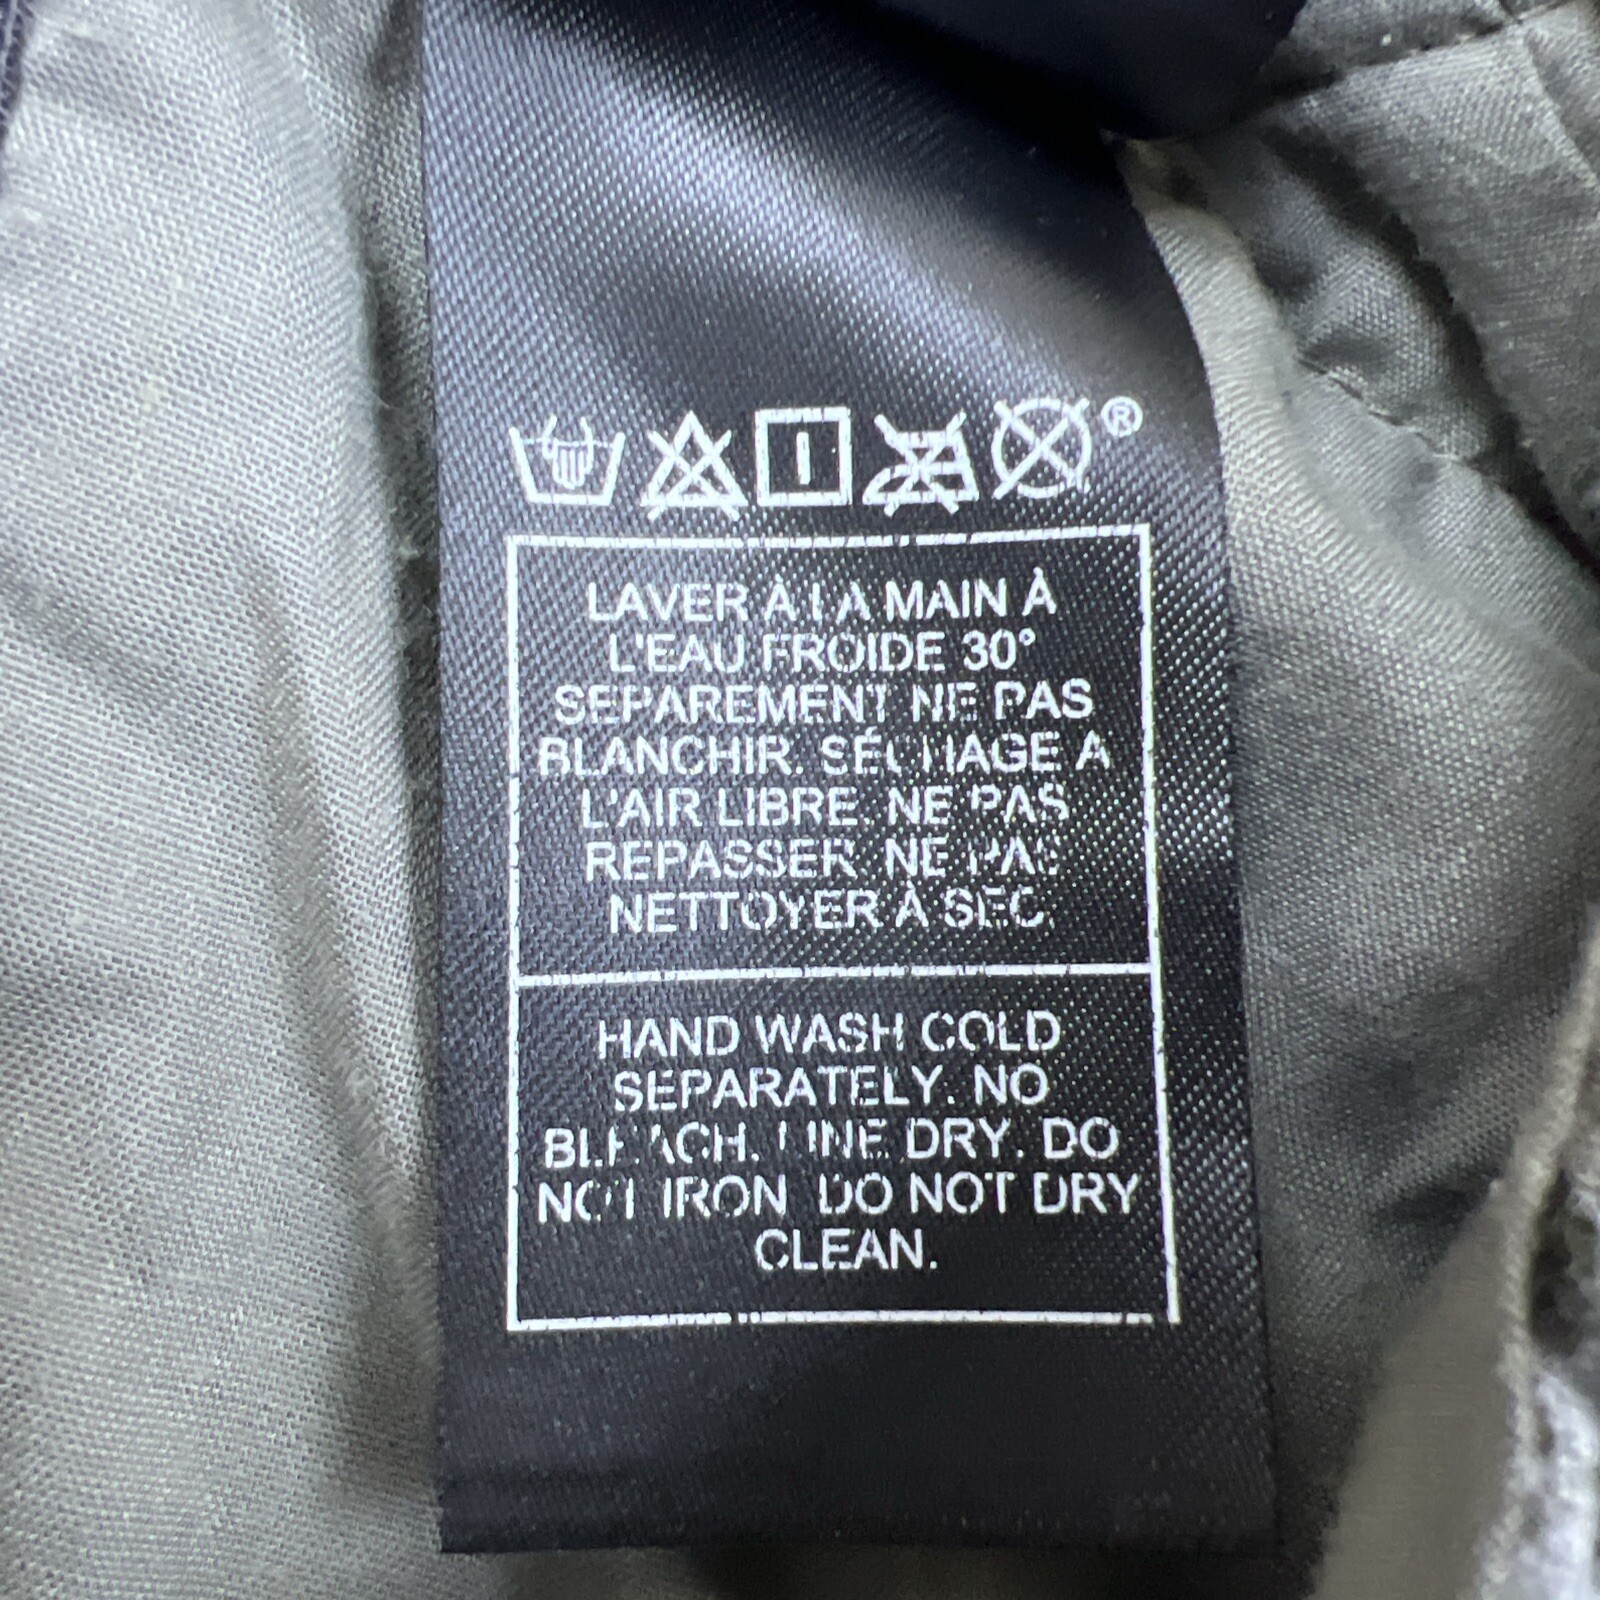 ®
LAVER À LA MAIN À
L'EAU FROIDE 30°
SEPAREMENT NE PAS
BLANCHIR. SÉCHAGE A
L'AIR LIBRE. NE PAS
REPASSER. NE PAS
NETTOYER À SEC.
HAND WASH COLD
SEPARATELY. NO
BLEACH. LINE DRY. DO
NOT IRON. DO NOT DRY
CLEAN.